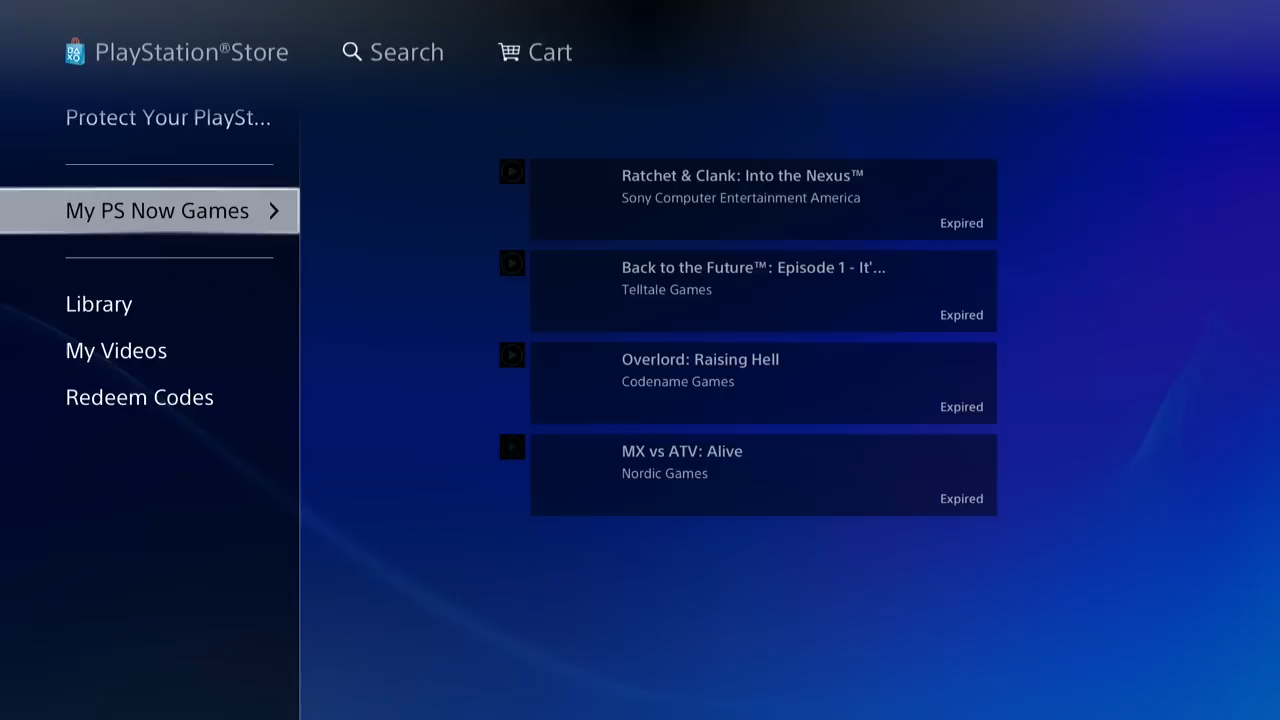 PlayStation®Store
Search
Cart
Protect Your PlaySt...
My PS Now Games
Library
My Videos
Redeem Codes
Ratchet & Clank: Into the Nexus™
Sony Computer Entertainment America
Expired
Back to the Future™: Episode 1 - It'...
Telltale Games
Expired
Overlord: Raising Hell
Codename Games
Expired
MX vs ATV: Alive
Nordic Games
Expired